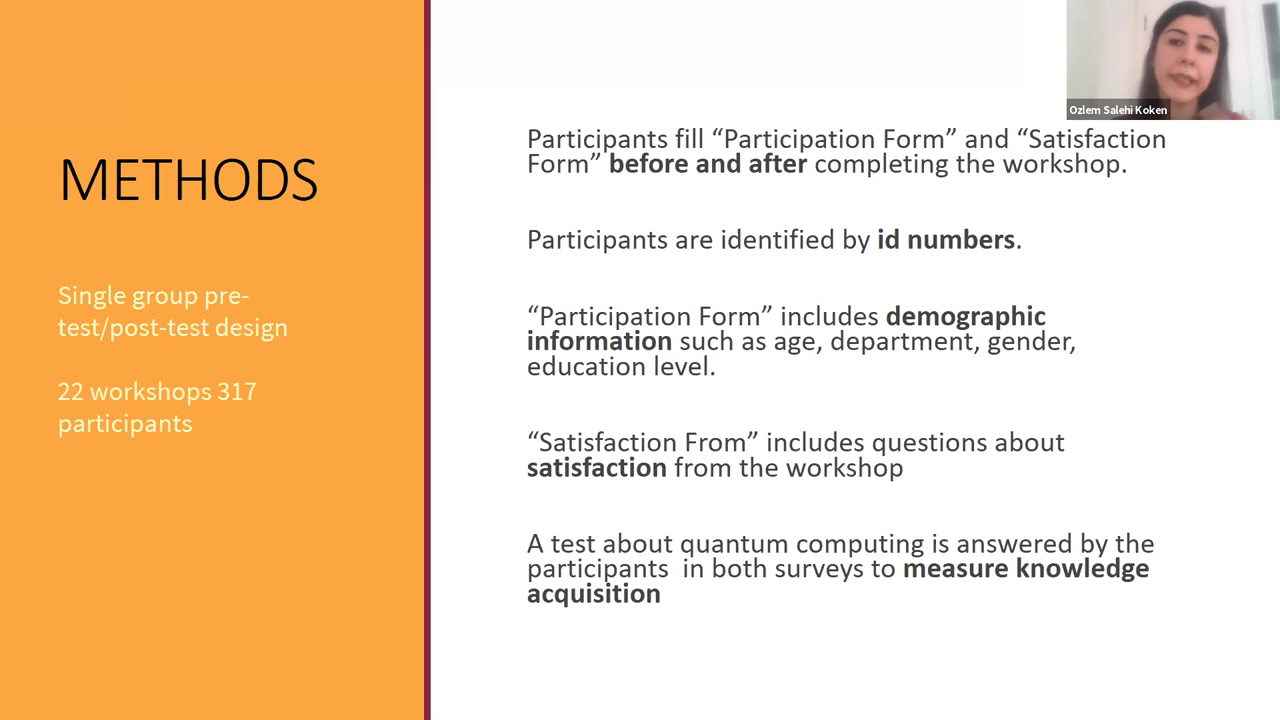 METHODS
Single group pre-
test/post-test design
22 workshops 317
participants
Ozlem Salehi Koken
Participants fill “Participation Form” and “Satisfaction
Form” before and after completing the workshop.
Participants are identified by id numbers.
“Participation Form” includes demographic
information such as age, department, gender,
education level.
“Satisfaction From” includes questions about
satisfaction from the workshop
A test about quantum computing is answered by the
participants  in both surveys to measure knowledge
acquisition